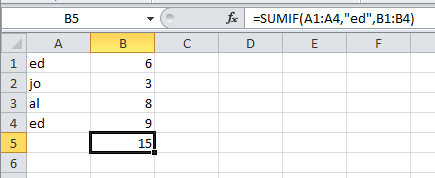 B5 fx =SUMIF(A1:A4,"ed",B1:B4)
A B C D E F
1 ed 6
2 jo 3
3 al 8
4 ed 9
5 15
6